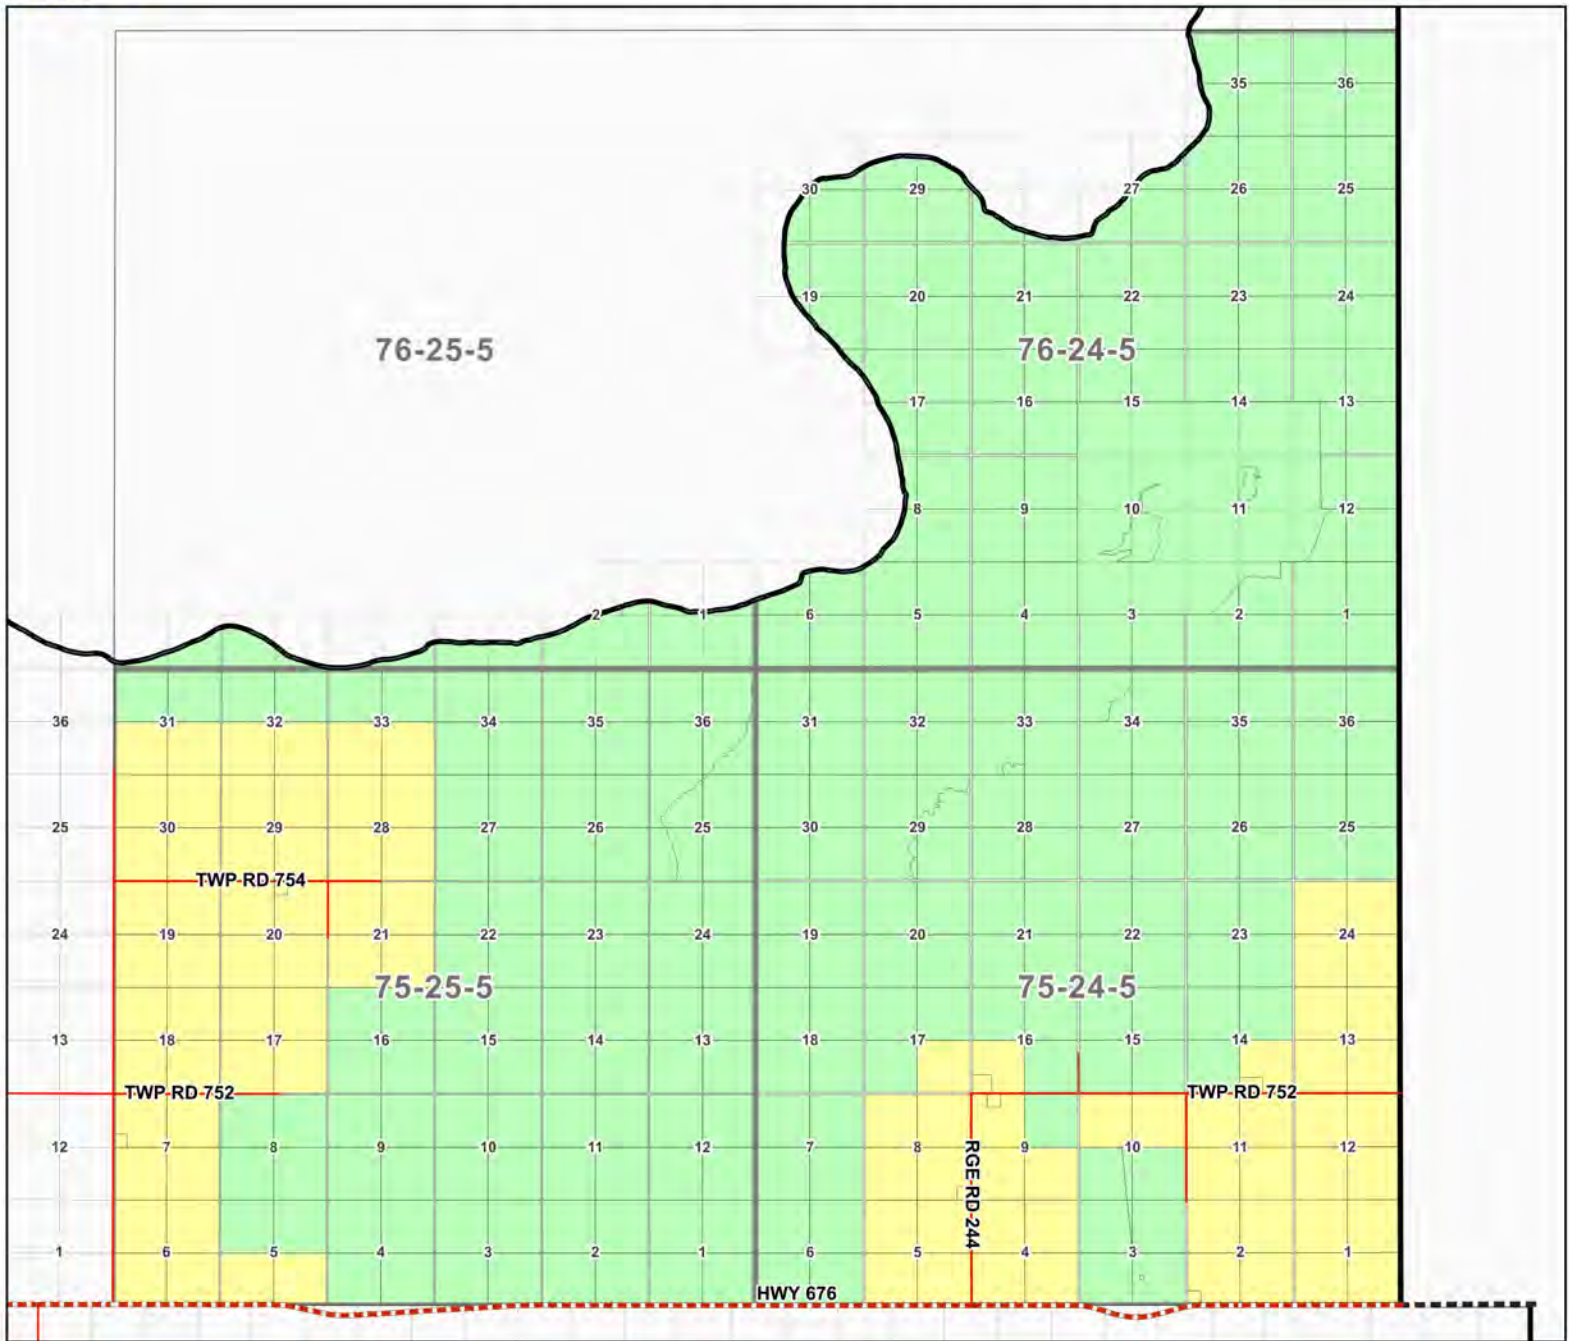 35 36
30 29 27 26 25
19 20 21 22 23 24
76-25-5 76-24-5
17 16 15 14 13
8 9 10 11 12
2 1 6 5 4 3 2 1
36 31 32 33 34 35 36 31 32 33 34 35 36
25 30 29 28 27 26 25 30 29 28 27 26 25
TWP RD 754
24 19 20 21 22 23 24 19 20 21 22 23 24
75-25-5 75-24-5
13 18 17 16 15 14 13 18 17 16 15 14 13
TWP RD 752 TWP RD 752
12 7 8 9 10 11 12 7 8 9 10 11 12
RGE RD 244
1 6 5 4 3 2 1 6 5 4 3 2 1
HWY 676